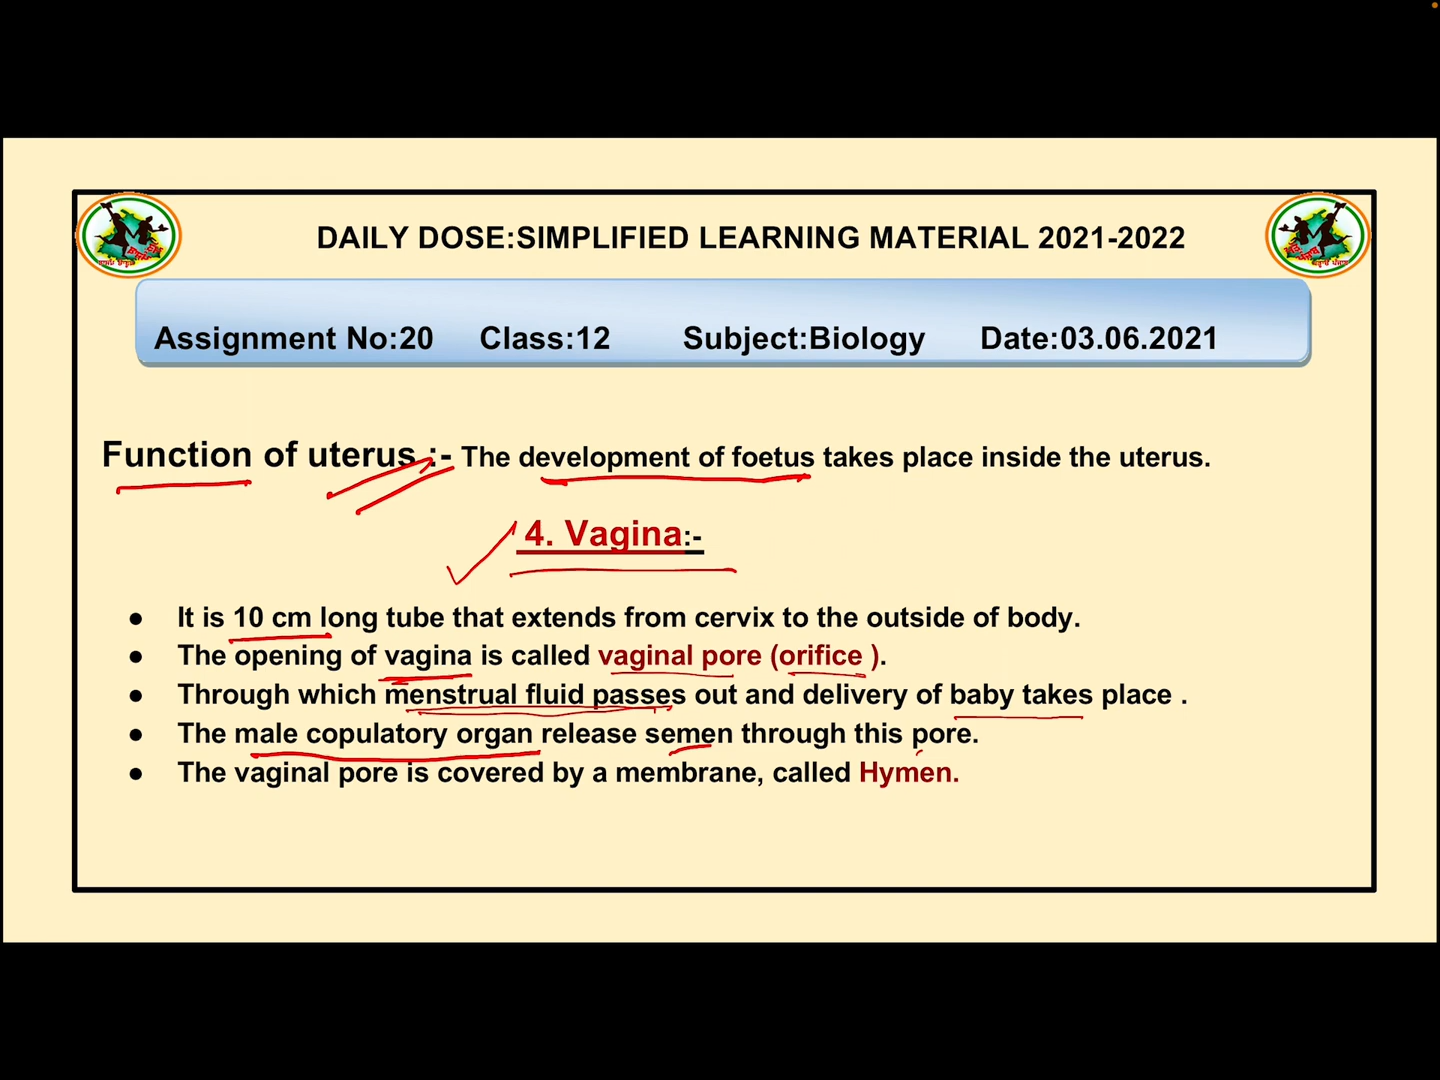 DAILY DOSE:SIMPLIFIED LEARNING MATERIAL 2021-2022
Assignment No:20 Class:12 Subject:Biology Date:03.06.2021
Function of uterus :- The development of foetus takes place inside the uterus.
4. Vagina:-
● It is 10 cm long tube that extends from cervix to the outside of body.
● The opening of vagina is called vaginal pore (orifice ).
● Through which menstrual fluid passes out and delivery of baby takes place .
● The male copulatory organ release semen through this pore.
● The vaginal pore is covered by a membrane, called Hymen.